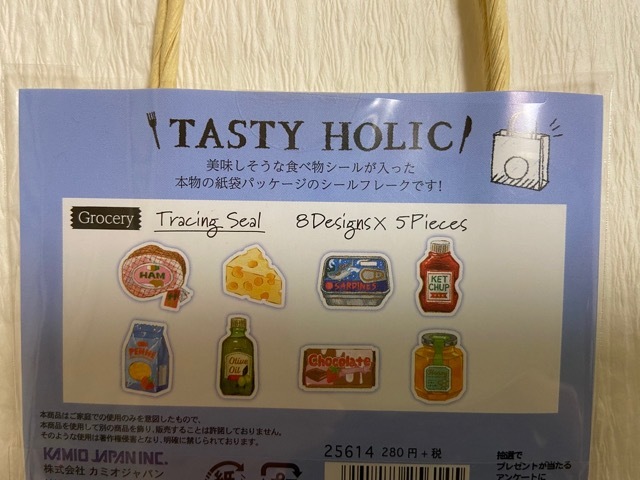 TASTY HOLIC
美味しそうな食べ物シールが入った
本物の紙袋パッケージのシールフレークです!
Grocery Tracing Seal 8Designs X 5Pieces
HAM
SARDINES
KET
CHUP
PENNE
Olive
Oil
Chocolate
本商品はご家庭での使用のみを意図したもので、
本商品を使用して別の商品を飾り、販売することは許諾しておりません。
そのような使用は著作権侵害となり、明確に禁じられております。
KAMIO JAPAN INC.
株式会社 カミオジャパン
紙
25614 280円+税
抽選で
プレゼントが当たる
アンケートに